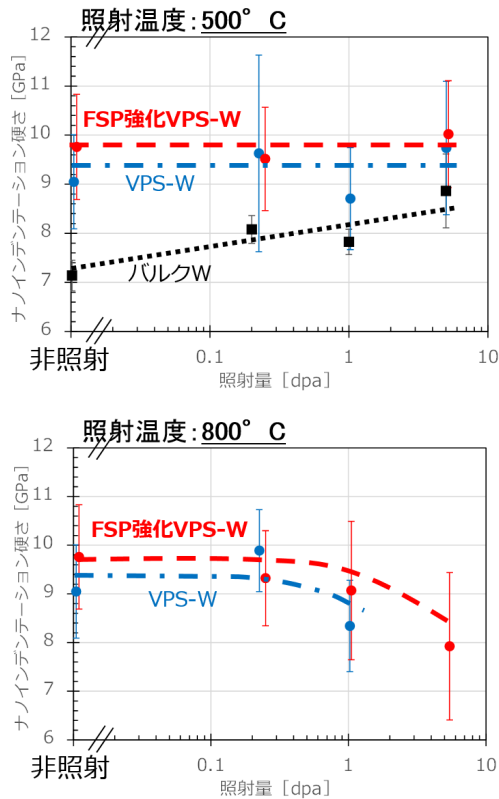 照射温度：500°C
12
11
10
9
8
7
6
ナノインデンテーション硬さ [GPa]
FSP強化VPS-W
VPS-W
バルクW
非照射
0.1
1
10
照射量 [dpa]
照射温度：800°C
12
11
10
9
8
7
6
ナノインデンテーション硬さ [GPa]
FSP強化VPS-W
VPS-W
非照射
0.1
1
10
照射量 [dpa]